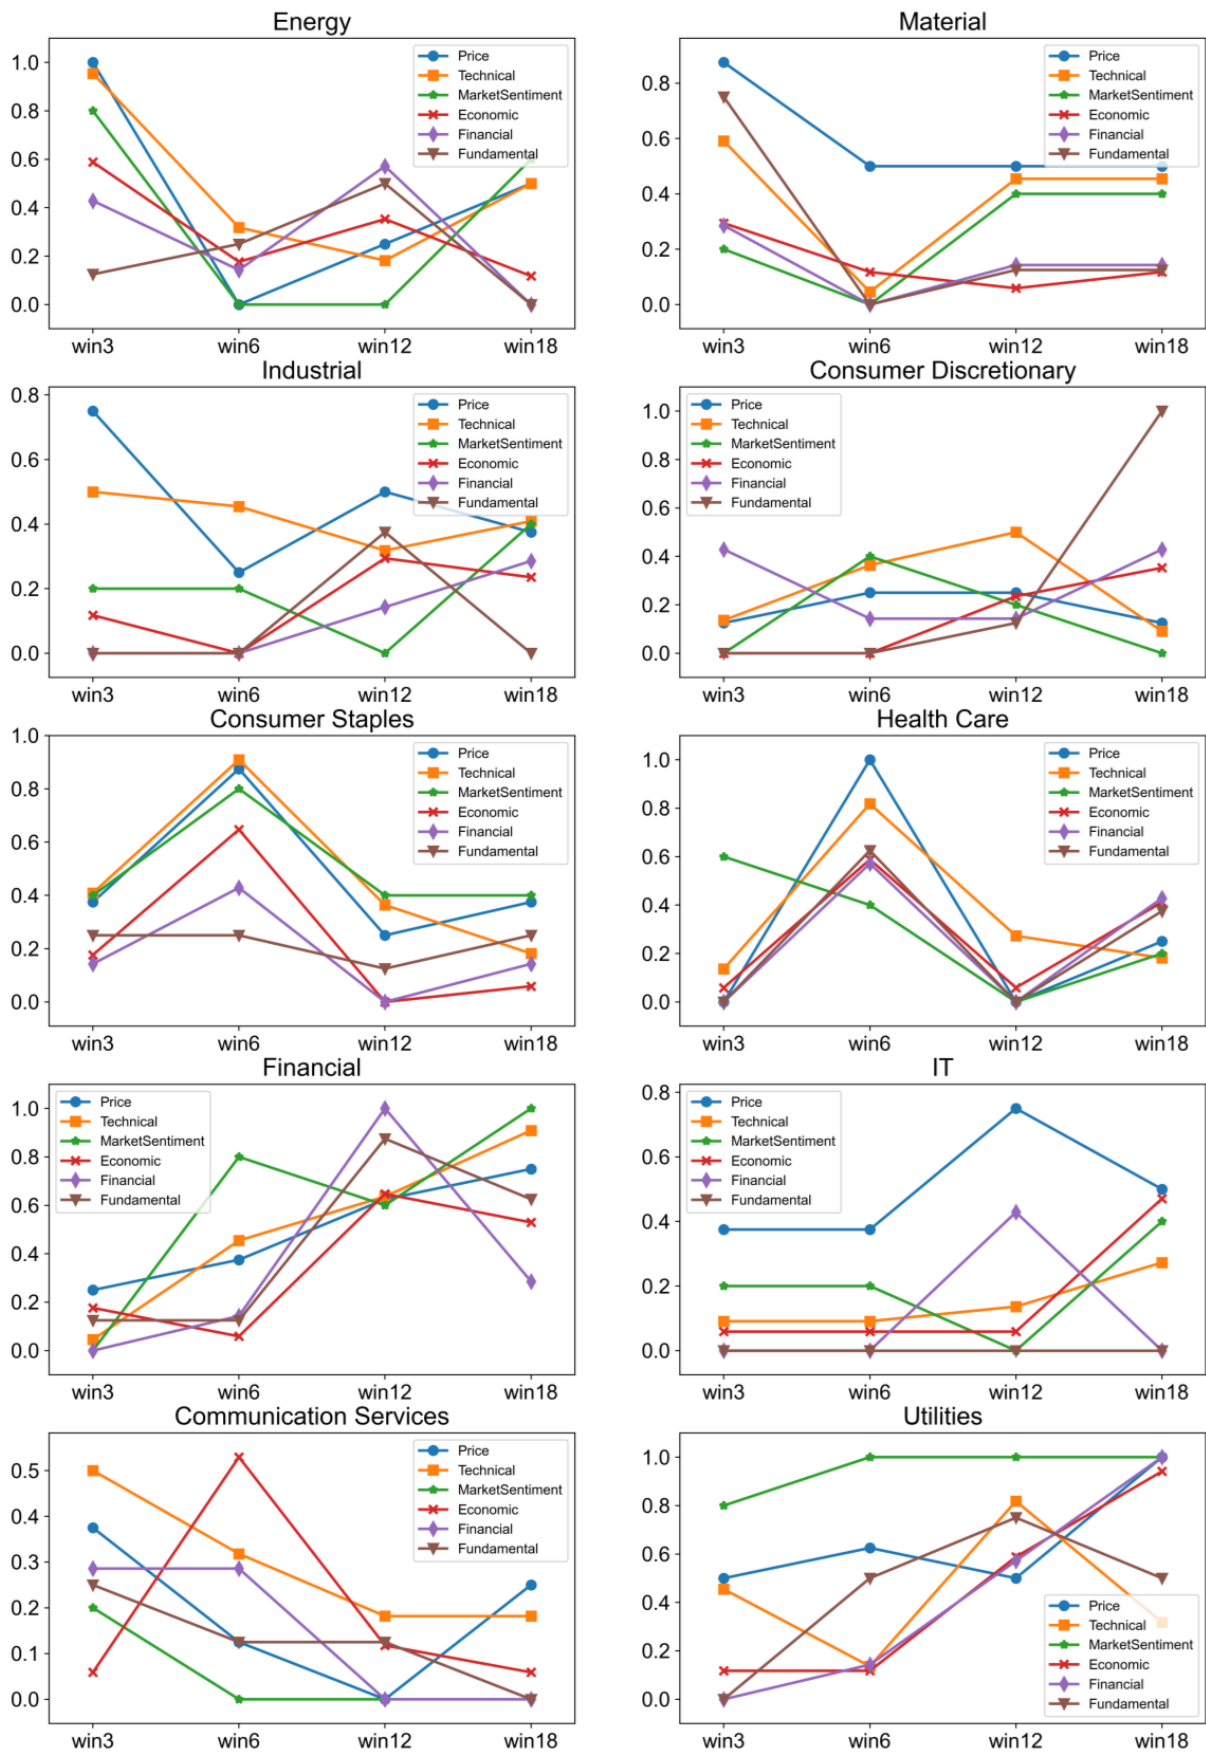 Energy
1.0
0.8
0.6
0.4
0.2
0.0
Price
Technical
MarketSentiment
Economic
Financial
Fundamental
win3 win6 win12 win18
Material
0.8
0.6
0.4
0.2
0.0
Price
Technical
MarketSentiment
Economic
Financial
Fundamental
win3 win6 win12 win18
Industrial
0.8
0.6
0.4
0.2
0.0
Price
Technical
MarketSentiment
Economic
Financial
Fundamental
win3 win6 win12 win18
Consumer Discretionary
1.0
0.8
0.6
0.4
0.2
0.0
Price
Technical
MarketSentiment
Economic
Financial
Fundamental
win3 win6 win12 win18
Consumer Staples
1.0
0.8
0.6
0.4
0.2
0.0
Price
Technical
MarketSentiment
Economic
Financial
Fundamental
win3 win6 win12 win18
Health Care
1.0
0.8
0.6
0.4
0.2
0.0
Price
Technical
MarketSentiment
Economic
Financial
Fundamental
win3 win6 win12 win18
Financial
1.0
0.8
0.6
0.4
0.2
0.0
Price
Technical
MarketSentiment
Economic
Financial
Fundamental
win3 win6 win12 win18
IT
0.8
0.6
0.4
0.2
0.0
Price
Technical
MarketSentiment
Economic
Financial
Fundamental
win3 win6 win12 win18
Communication Services
0.5
0.4
0.3
0.2
0.1
0.0
Price
Technical
MarketSentiment
Economic
Financial
Fundamental
win3 win6 win12 win18
Utilities
1.0
0.8
0.6
0.4
0.2
0.0
Price
Technical
MarketSentiment
Economic
Financial
Fundamental
win3 win6 win12 win18